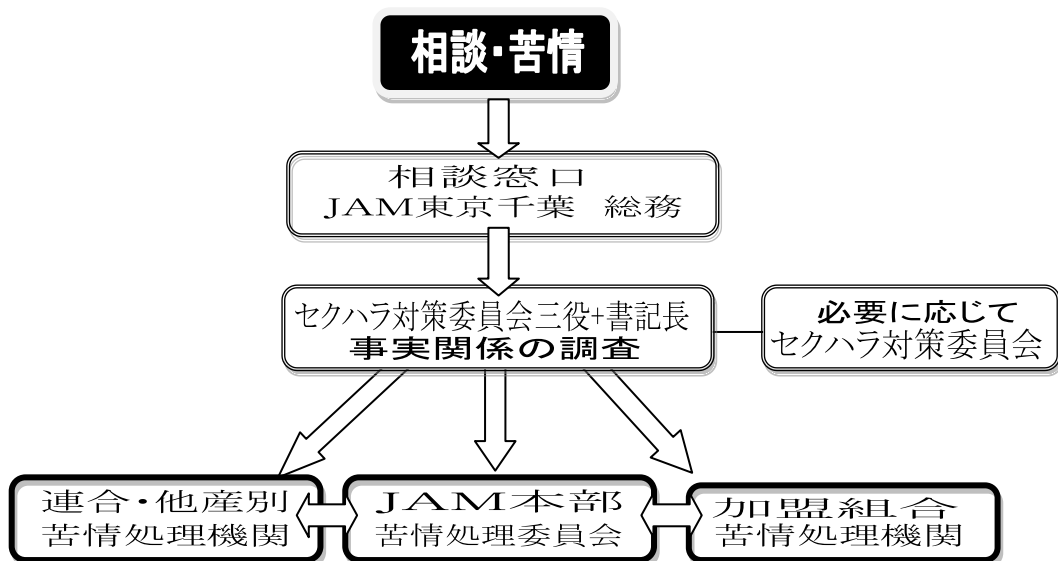 相談・苦情
相談窓口
JAM東京千葉　総務
セクハラ対策委員会三役+書記長
事実関係の調査
必要に応じて
セクハラ対策委員会
連合・他産別
苦情処理機関
JAM本部
苦情処理委員会
加盟組合
苦情処理機関